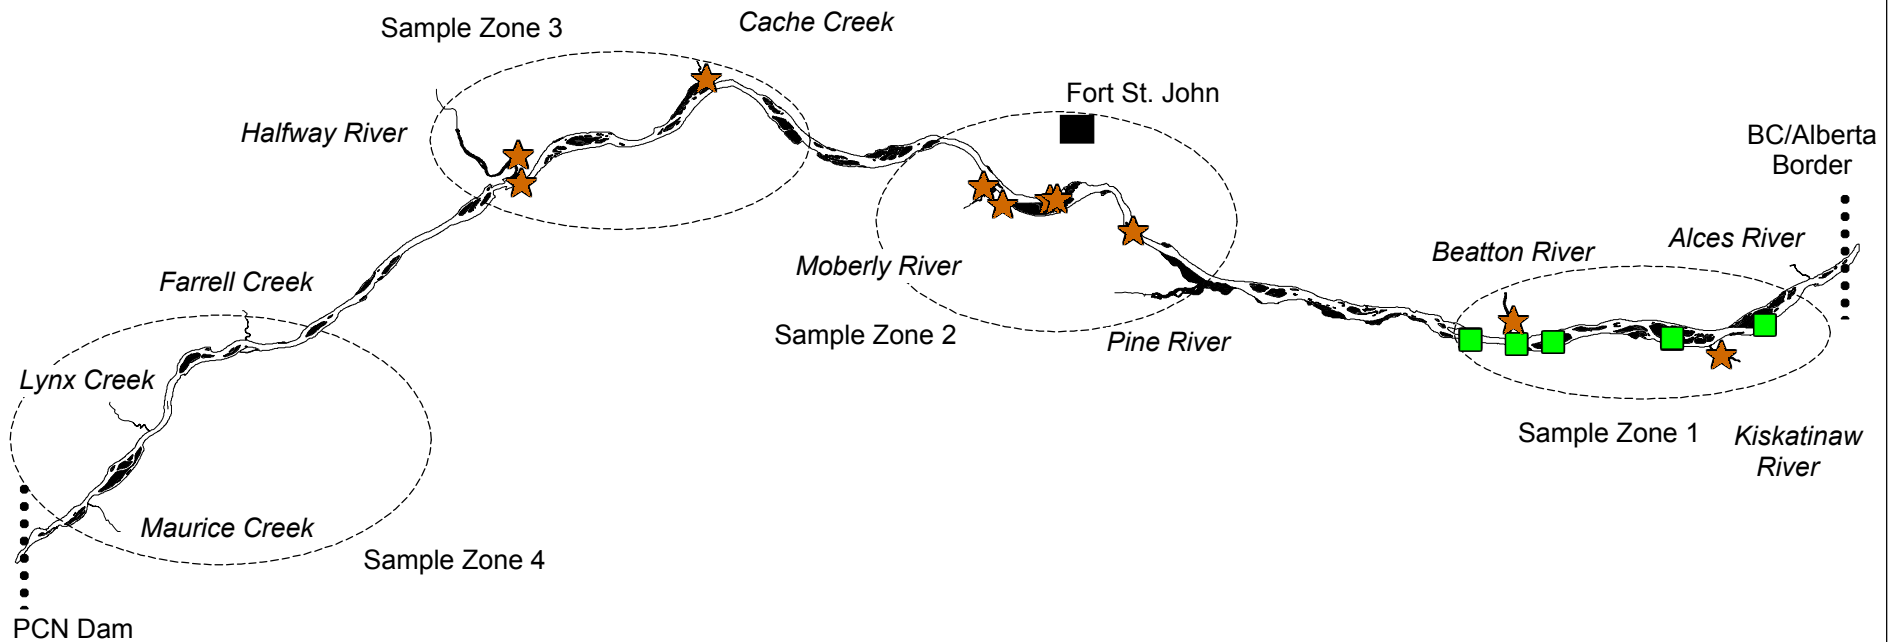 Cache Creek
Sample Zone 3
Fort St. John
Halfway River
BC/Alberta
Border
Alces River
Beatton River
Moberly River
Farrell Creek
Sample Zone 2
Pine River
Lynx Creek
Sample Zone 1
Kiskatinaw
River
Maurice Creek
Sample Zone 4
PCN Dam